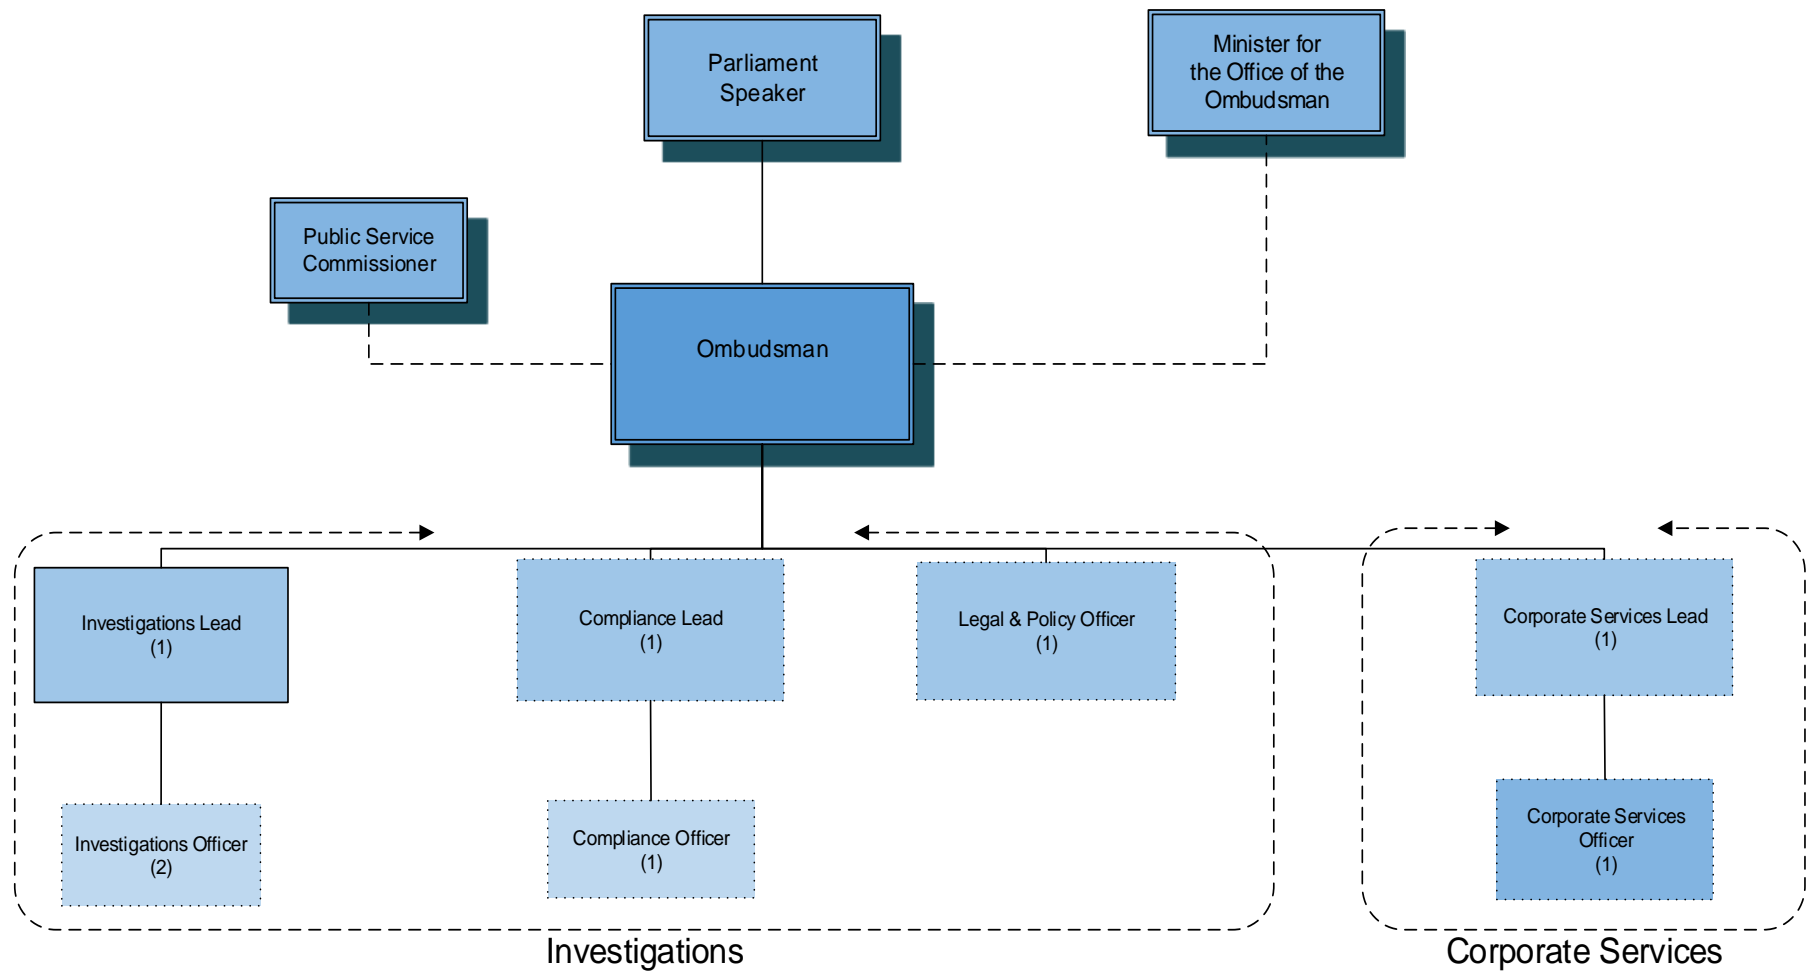 Parliament
Speaker
Minister for
the Office of the
Ombudsman
Public Service
Commissioner
Ombudsman
Investigations Lead
(1)
Compliance Lead
(1)
Legal & Policy Officer
(1)
Corporate Services Lead
(1)
Investigations Officer
(2)
Compliance Officer
(1)
Corporate Services
Officer
(1)
Investigations
Corporate Services